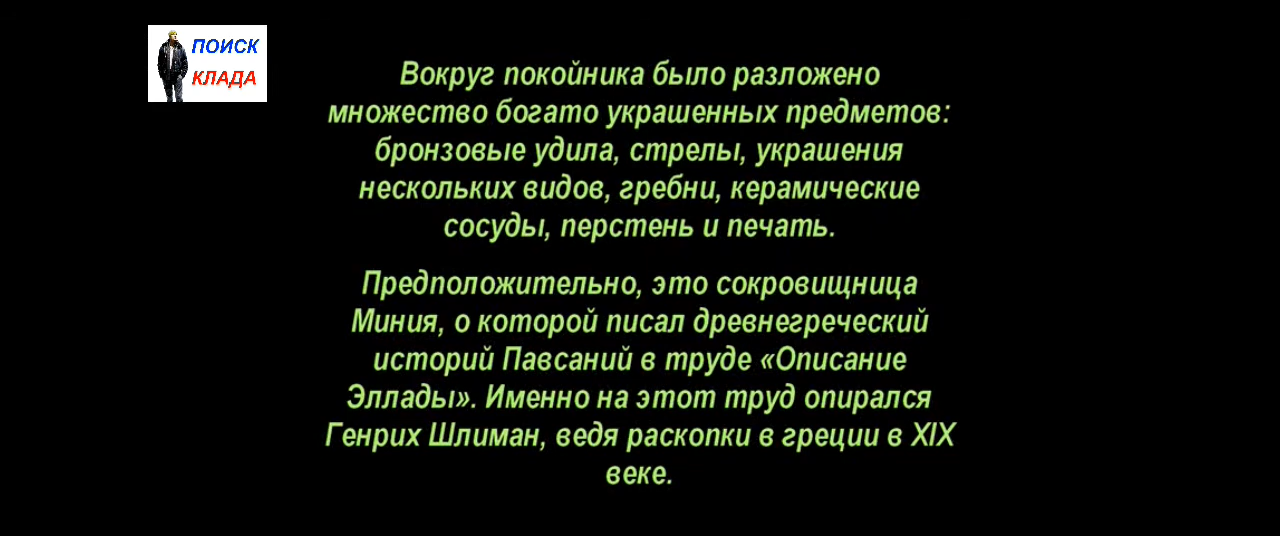 ПОИСК
КЛАДА
Вокруг покойника было разложено
множество богато украшенных предметов:
бронзовые удила, стрелы, украшения
нескольких видов, гребни, керамические
сосуды, перстень и печать.
Предположительно, это сокровищница
Миния, о которой писал древнегреческий
историй Павсаний в труде «Описание
Эллады». Именно на этот труд опирался
Генрих Шлиман, ведя раскопки в греции в XIX
веке.